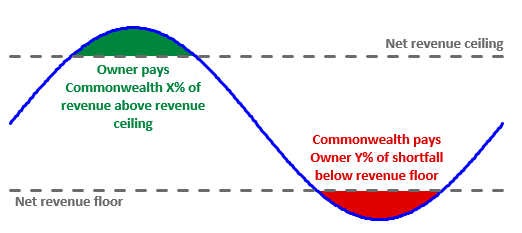 Net revenue ceiling
Owner pays
Commonwealth X% of
revenue above revenue
ceiling
Commonwealth pays
Owner Y% of shortfall
below revenue floor
Net revenue floor